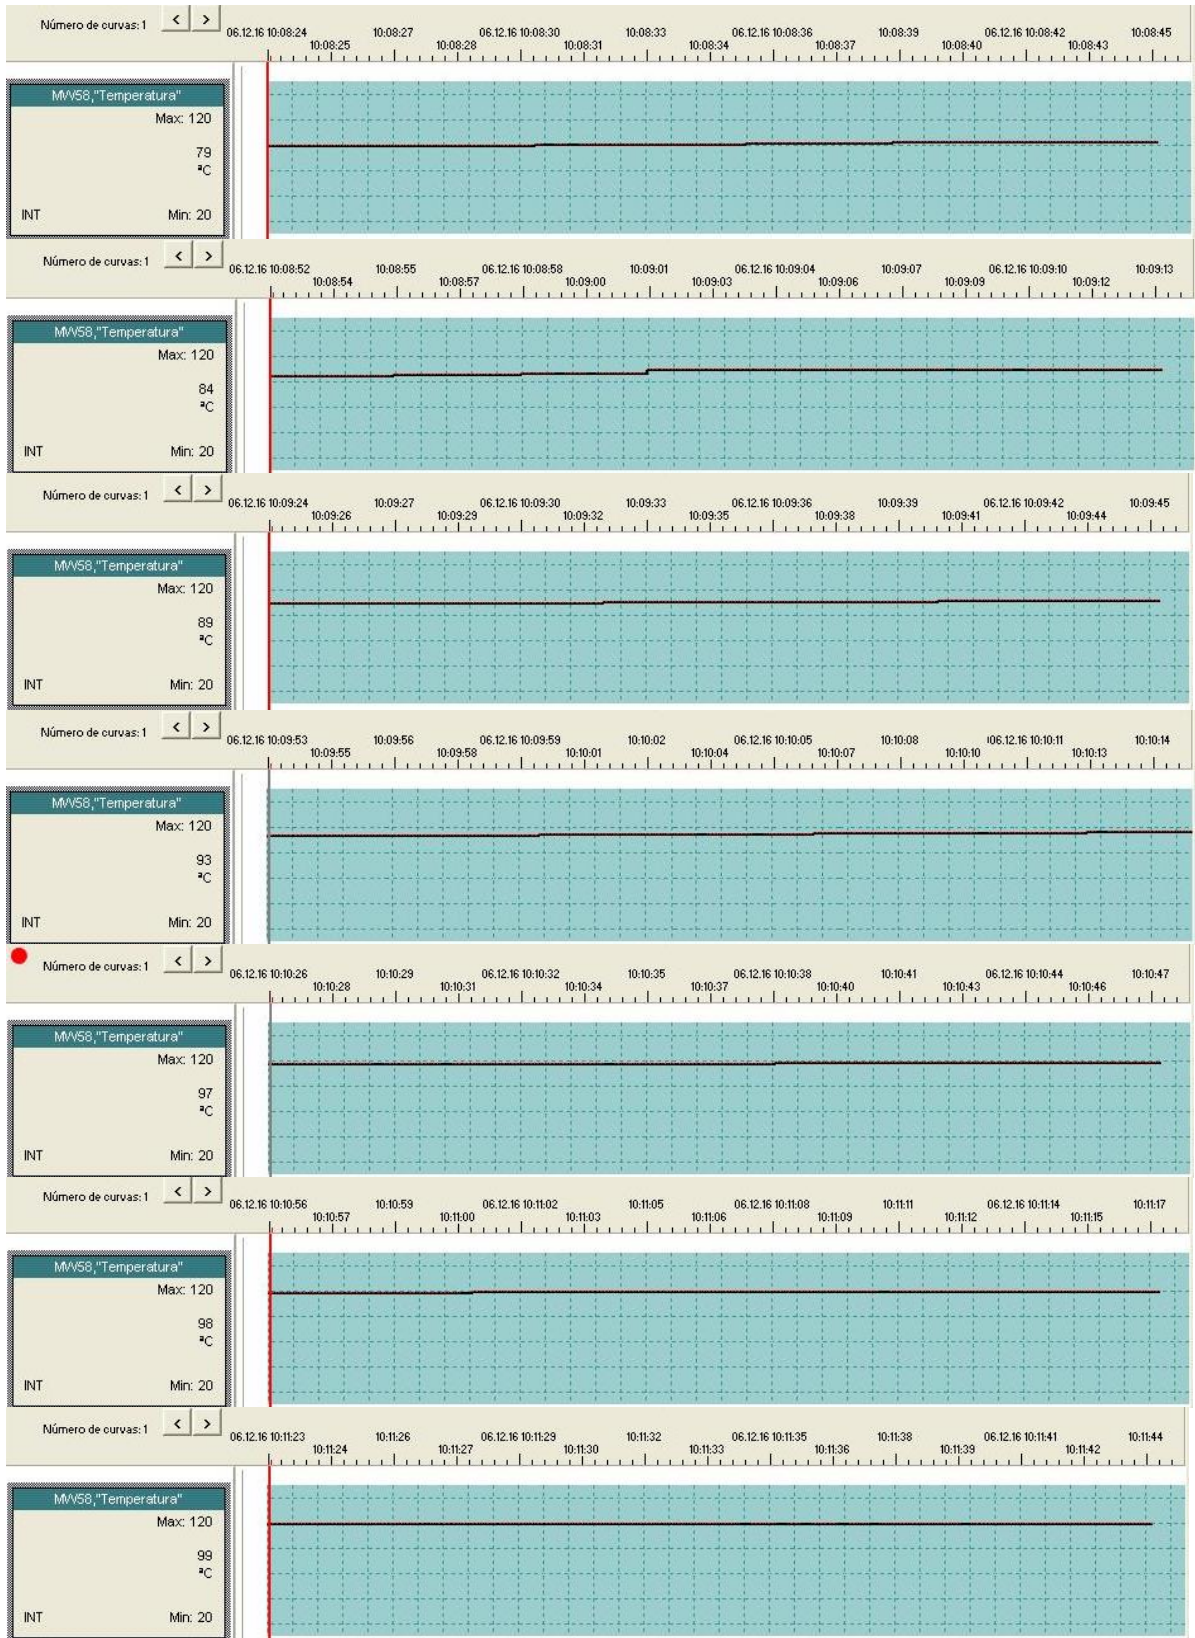 Número de curvas: 1 < >
06.12.16 10:08:24 10:08:27 06.12.16 10:08:30 10:08:33 06.12.16 10:08:36 10:08:39 06.12.16 10:08:42 10:08:45
10:08:25 10:08:28 10:08:31 10:08:34 10:08:37 10:08:40 10:08:43
MW58,"Temperatura"
Max: 120
79
ªC
INT Min: 20
Número de curvas: 1 < >
06.12.16 10:08:52 10:08:55 06.12.16 10:08:58 10:09:01 06.12.16 10:09:04 10:09:07 06.12.16 10:09:10 10:09:13
10:08:54 10:08:57 10:09:00 10:09:03 10:09:06 10:09:09 10:09:12
MW58,"Temperatura"
Max: 120
84
ªC
INT Min: 20
Número de curvas: 1 < >
06.12.16 10:09:24 10:09:27 06.12.16 10:09:30 10:09:33 06.12.16 10:09:36 10:09:39 06.12.16 10:09:42 10:09:45
10:09:26 10:09:29 10:09:32 10:09:35 10:09:38 10:09:41 10:09:44
MW58,"Temperatura"
Max: 120
89
ªC
INT Min: 20
Número de curvas: 1 < >
06.12.16 10:09:53 10:09:56 06.12.16 10:09:59 10:10:02 06.12.16 10:10:05 10:10:08 06.12.16 10:10:11 10:10:14
10:09:55 10:09:58 10:10:01 10:10:04 10:10:07 10:10:10 10:10:13
MW58,"Temperatura"
Max: 120
93
ªC
INT Min: 20
Número de curvas: 1 < >
06.12.16 10:10:26 10:10:29 06.12.16 10:10:32 10:10:35 06.12.16 10:10:38 10:10:41 06.12.16 10:10:44 10:10:47
10:10:28 10:10:31 10:10:34 10:10:37 10:10:40 10:10:43 10:10:46
MW58,"Temperatura"
Max: 120
97
ªC
INT Min: 20
Número de curvas: 1 < >
06.12.16 10:10:56 10:10:59 06.12.16 10:11:02 10:11:05 06.12.16 10:11:08 10:11:11 06.12.16 10:11:14 10:11:17
10:10:57 10:11:00 10:11:03 10:11:06 10:11:09 10:11:12 10:11:15
MW58,"Temperatura"
Max: 120
98
ªC
INT Min: 20
Número de curvas: 1 < >
06.12.16 10:11:23 10:11:26 06.12.16 10:11:29 10:11:32 06.12.16 10:11:35 10:11:38 06.12.16 10:11:41 10:11:44
10:11:24 10:11:27 10:11:30 10:11:33 10:11:36 10:11:39 10:11:42
MW58,"Temperatura"
Max: 120
99
ªC
INT Min: 20